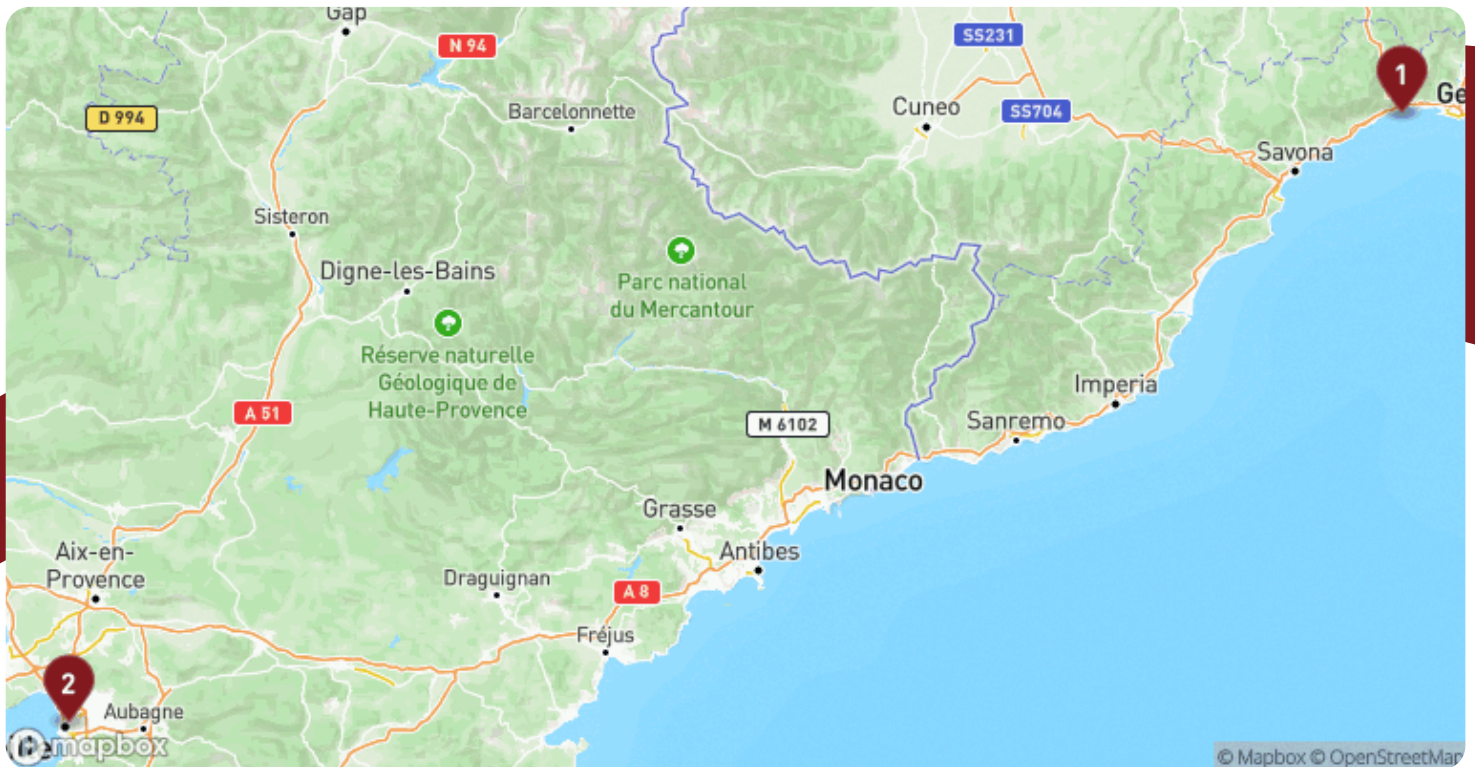 Gap
N 94
SS231
1
Ge
Barcelonnette
Cuneo
SS704
D 994
Savona
Sisteron
Digne-les-Bains
Parc national
du Mercantour
Réserve naturelle
Géologique de
Haute-Provence
Imperia
A 51
M 6102
Sanremo
Monaco
Grasse
Aix-en-
Provence
Antibes
Draguignan
A 8
Fréjus
2
Aubagne
mapbox
© Mapbox © OpenStreetMap